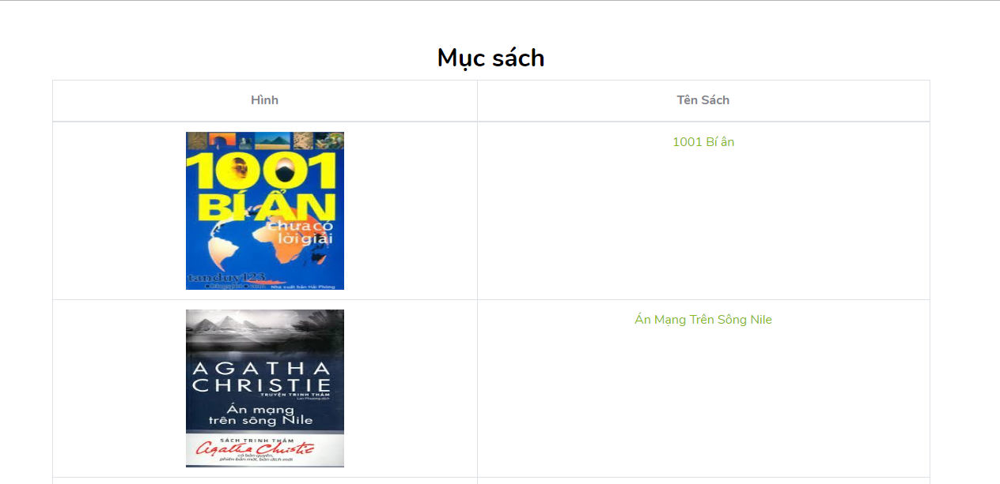 Mục sách
Hình
Tên Sách
1001
BÍ ẨN
chưa có
lời giải
tanduy123
Nhà xuất bản Hải Phòng
1001 Bí ân
AGATHA
CHRISTIE
TRUYỆN TRINH THÁM
Lan Phương dịch
Án mạng
trên sông Nile
SÁCH TRINH THÁM
Agatha Christie
có bản quyền,
phiên bản mới, bản dịch mới
Án Mạng Trên Sông Nile